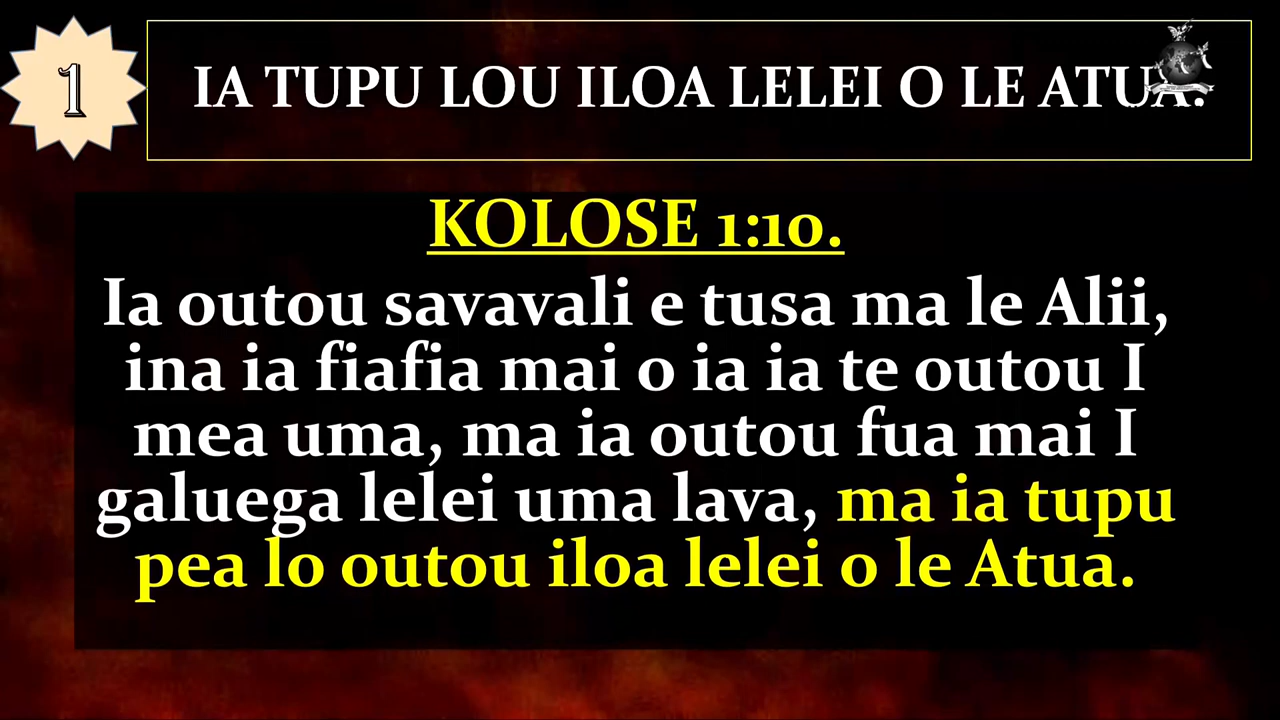 1
IA TUPU LOU ILOA LELEI O LE ATUA.
KOLOSE 1:10.
Ia outou savavali e tusa ma le Alii,
ina ia fiafia mai o ia ia te outou I
mea uma, ma ia outou fua mai I
galuega lelei uma lava, ma ia tupu
pea lo outou iloa lelei o le Atua.